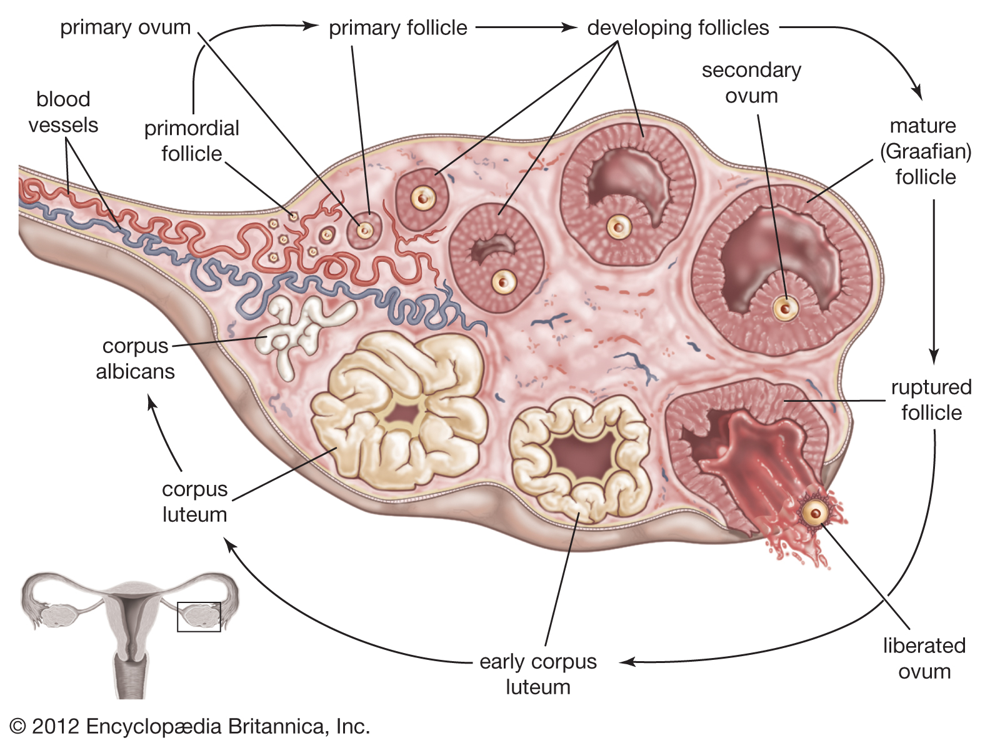 primary ovum
primary follicle
developing follicles
secondary
ovum
blood
vessels
primordial
follicle
mature
(Graafian)
follicle
corpus
albicans
ruptured
follicle
corpus
luteum
early corpus
luteum
liberated
ovum
© 2012 Encyclopædia Britannica, Inc.